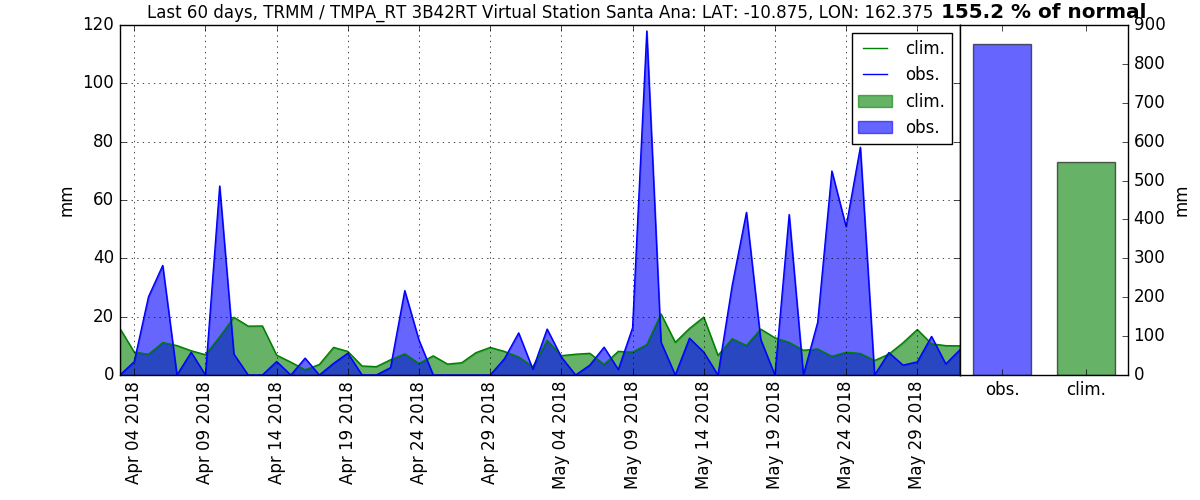 Last 60 days, TRMM / TMPA_RT 3B42RT Virtual Station Santa Ana: LAT: -10.875, LON: 162.375 155.2 % of normal
120
100
80
60
40
20
0
mm
clim.
obs.
clim.
obs.
900
800
700
600
500
400
300
200
100
0
mm
obs. clim.
Apr 04 2018
Apr 09 2018
Apr 14 2018
Apr 19 2018
Apr 24 2018
Apr 29 2018
May 04 2018
May 09 2018
May 14 2018
May 19 2018
May 24 2018
May 29 2018